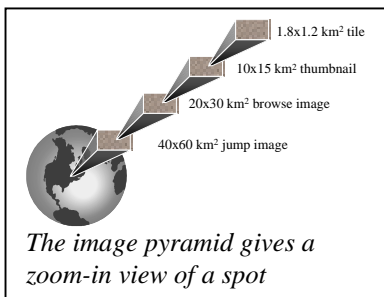 1.8x1.2 km² tile
10x15 km² thumbnail
20x30 km² browse image
40x60 km² jump image
The image pyramid gives a
zoom-in view of a spot